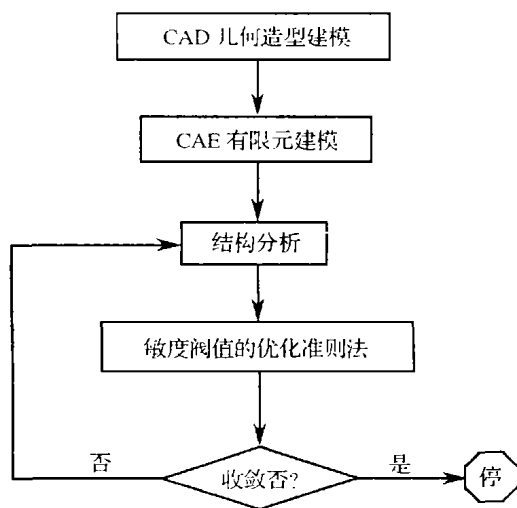 CAD 几何造型建模
CAE 有限元建模
结构分析
敏度阀值的优化准则法
收敛否?
否
是
停